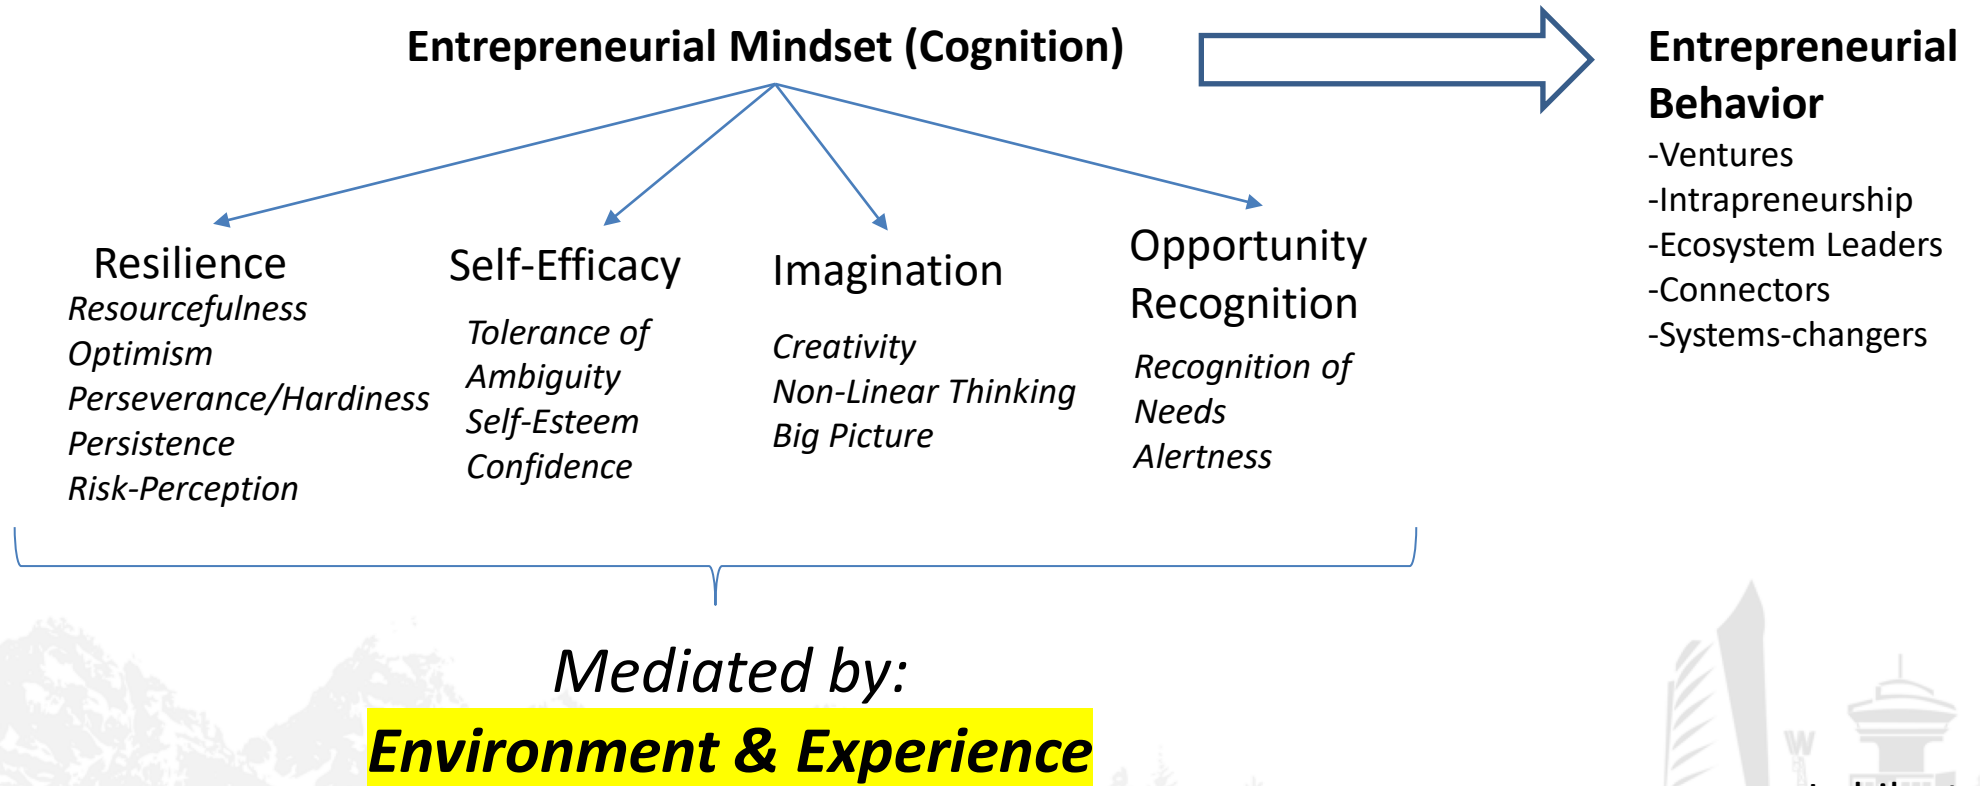 Entrepreneurial Mindset (Cognition)
Entrepreneurial
Behavior
-Ventures
-Intrapreneurship
-Ecosystem Leaders
-Connectors
-Systems-changers
Resilience
Resourcefulness
Optimism
Perseverance/Hardiness
Persistence
Risk-Perception
Self-Efficacy
Tolerance of
Ambiguity
Self-Esteem
Confidence
Imagination
Creativity
Non-Linear Thinking
Big Picture
Opportunity
Recognition
Recognition of
Needs
Alertness
Mediated by:
Environment & Experience
W